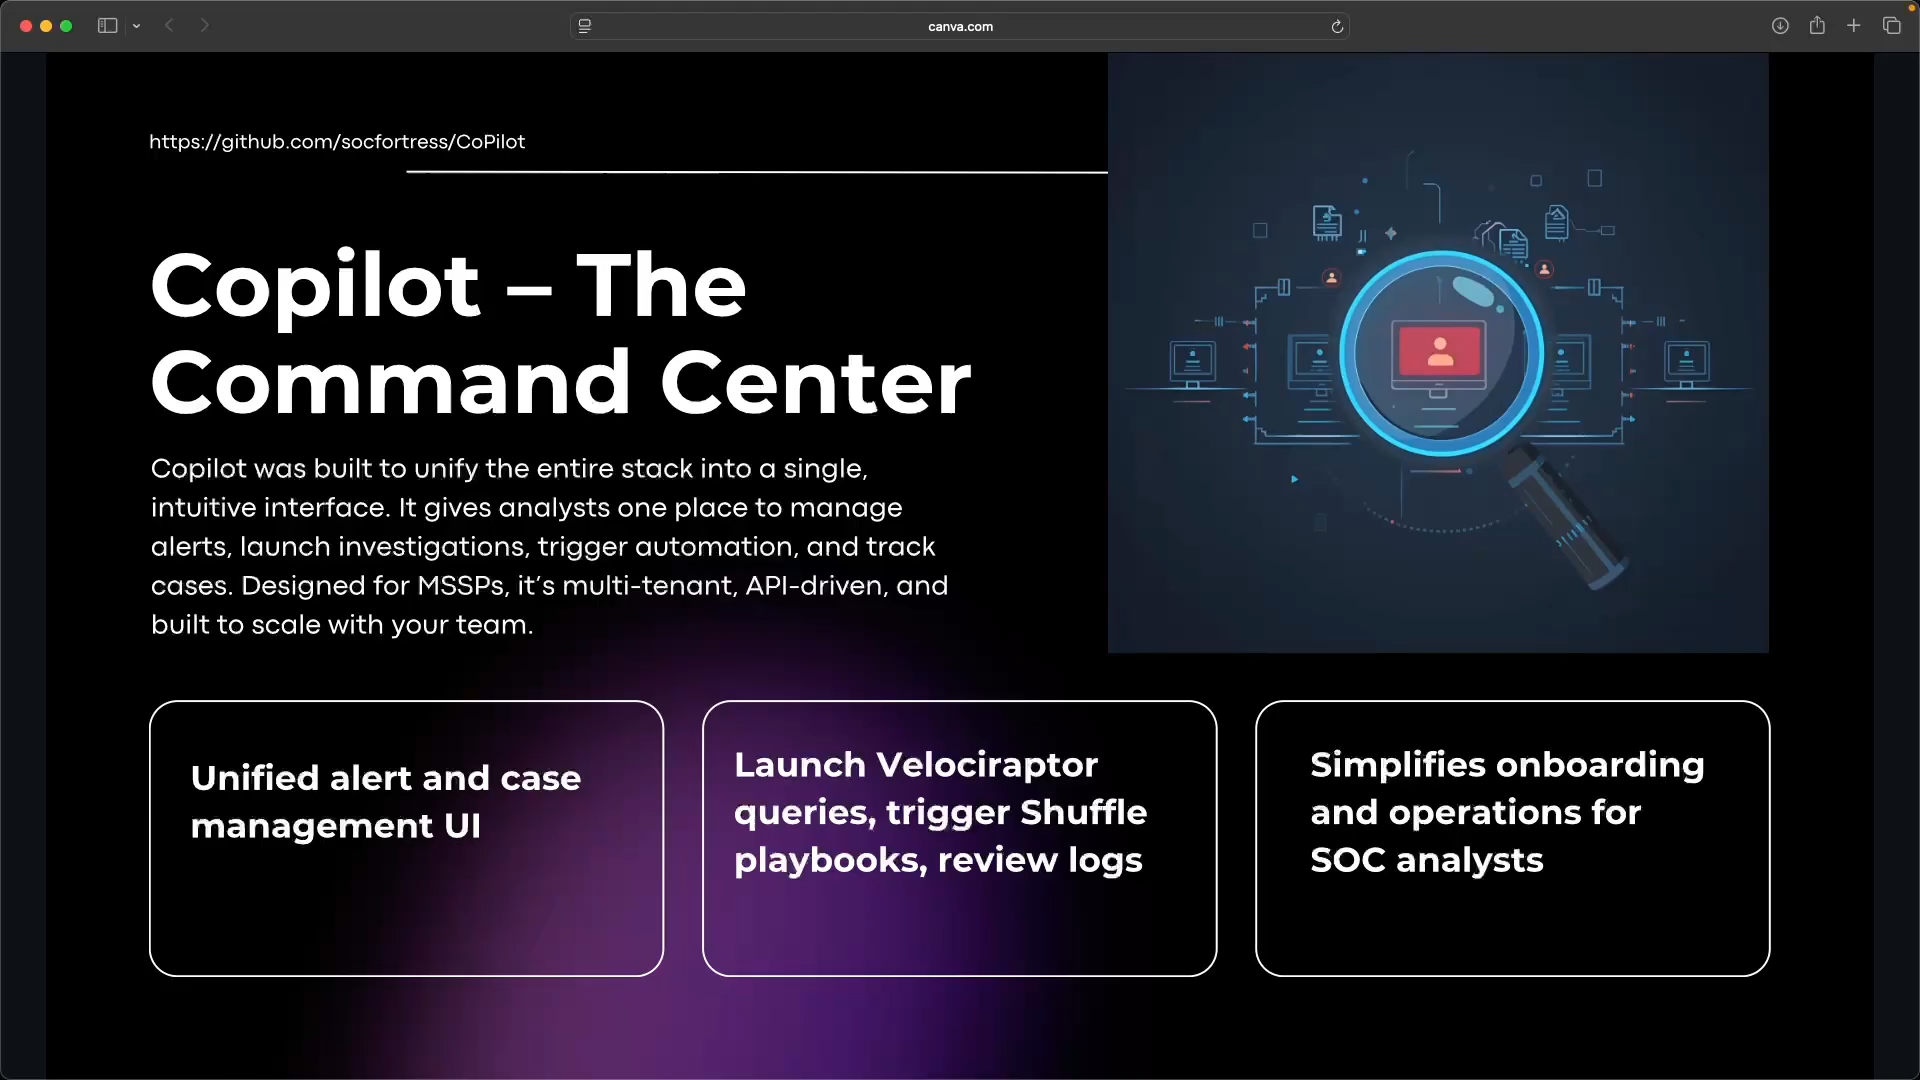 canva.com
https://github.com/socfortress/CoPilot
Copilot – The
Command Center
Copilot was built to unify the entire stack into a single,
intuitive interface. It gives analysts one place to manage
alerts, launch investigations, trigger automation, and track
cases. Designed for MSSPs, it’s multi-tenant, API-driven, and
built to scale with your team.
Unified alert and case
management UI
Launch Velociraptor
queries, trigger Shuffle
playbooks, review logs
Simplifies onboarding
and operations for
SOC analysts